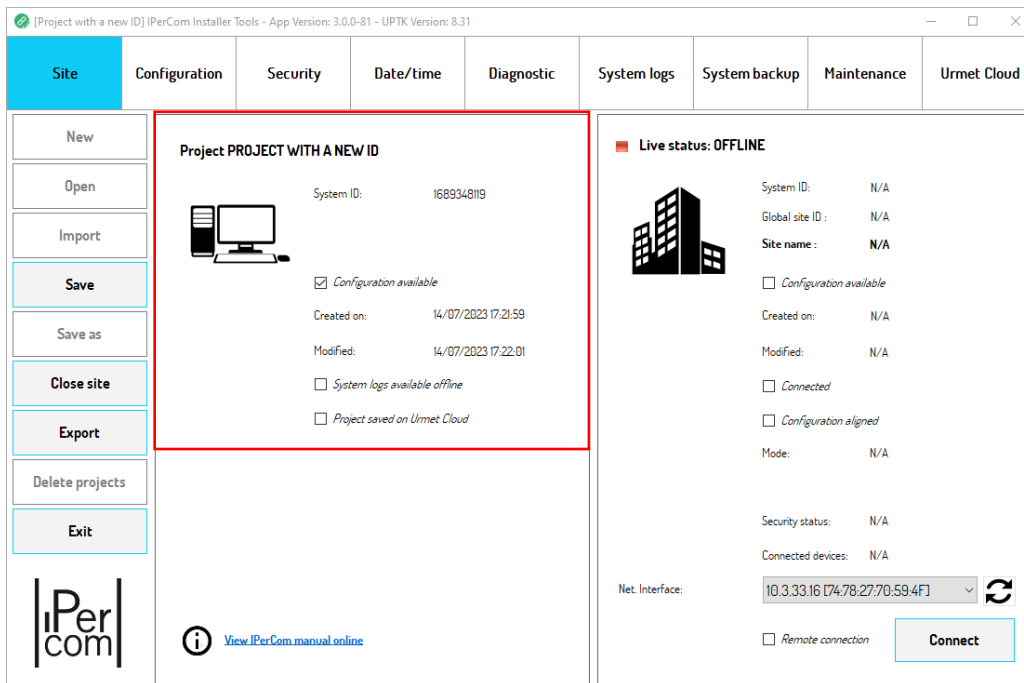 [Project with a new ID] IPerCom Installer Tools - App Version: 3.0.0-81 - UPTK Version: 8.31
Site
Configuration
Security
Date/time
Diagnostic
System logs
System backup
Maintenance
Urmet Cloud
New
Open
Import
Save
Save as
Close site
Export
Delete projects
Exit
IPer
com
Project PROJECT WITH A NEW ID
System ID: 1689348119
Configuration available
Created on: 14/07/2023 17:21:59
Modified: 14/07/2023 17:22:01
System logs available offline
Project saved on Urmet Cloud
View IPerCom manual online
Live status: OFFLINE
System ID: N/A
Global site ID : N/A
Site name : N/A
Configuration available
Created on: N/A
Modified: N/A
Connected
Configuration aligned
Mode: N/A
Security status: N/A
Connected devices: N/A
Net. Interface: 10.3.33.16 [74:78:27:70:59:4F]
Remote connection
Connect